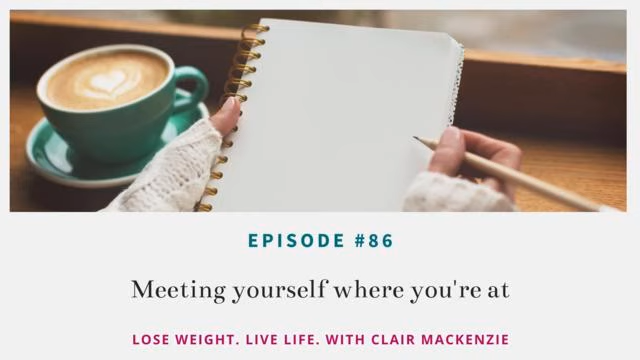 EPISODE #86
Meeting yourself where you're at
LOSE WEIGHT. LIVE LIFE. WITH CLAIR MACKENZIE